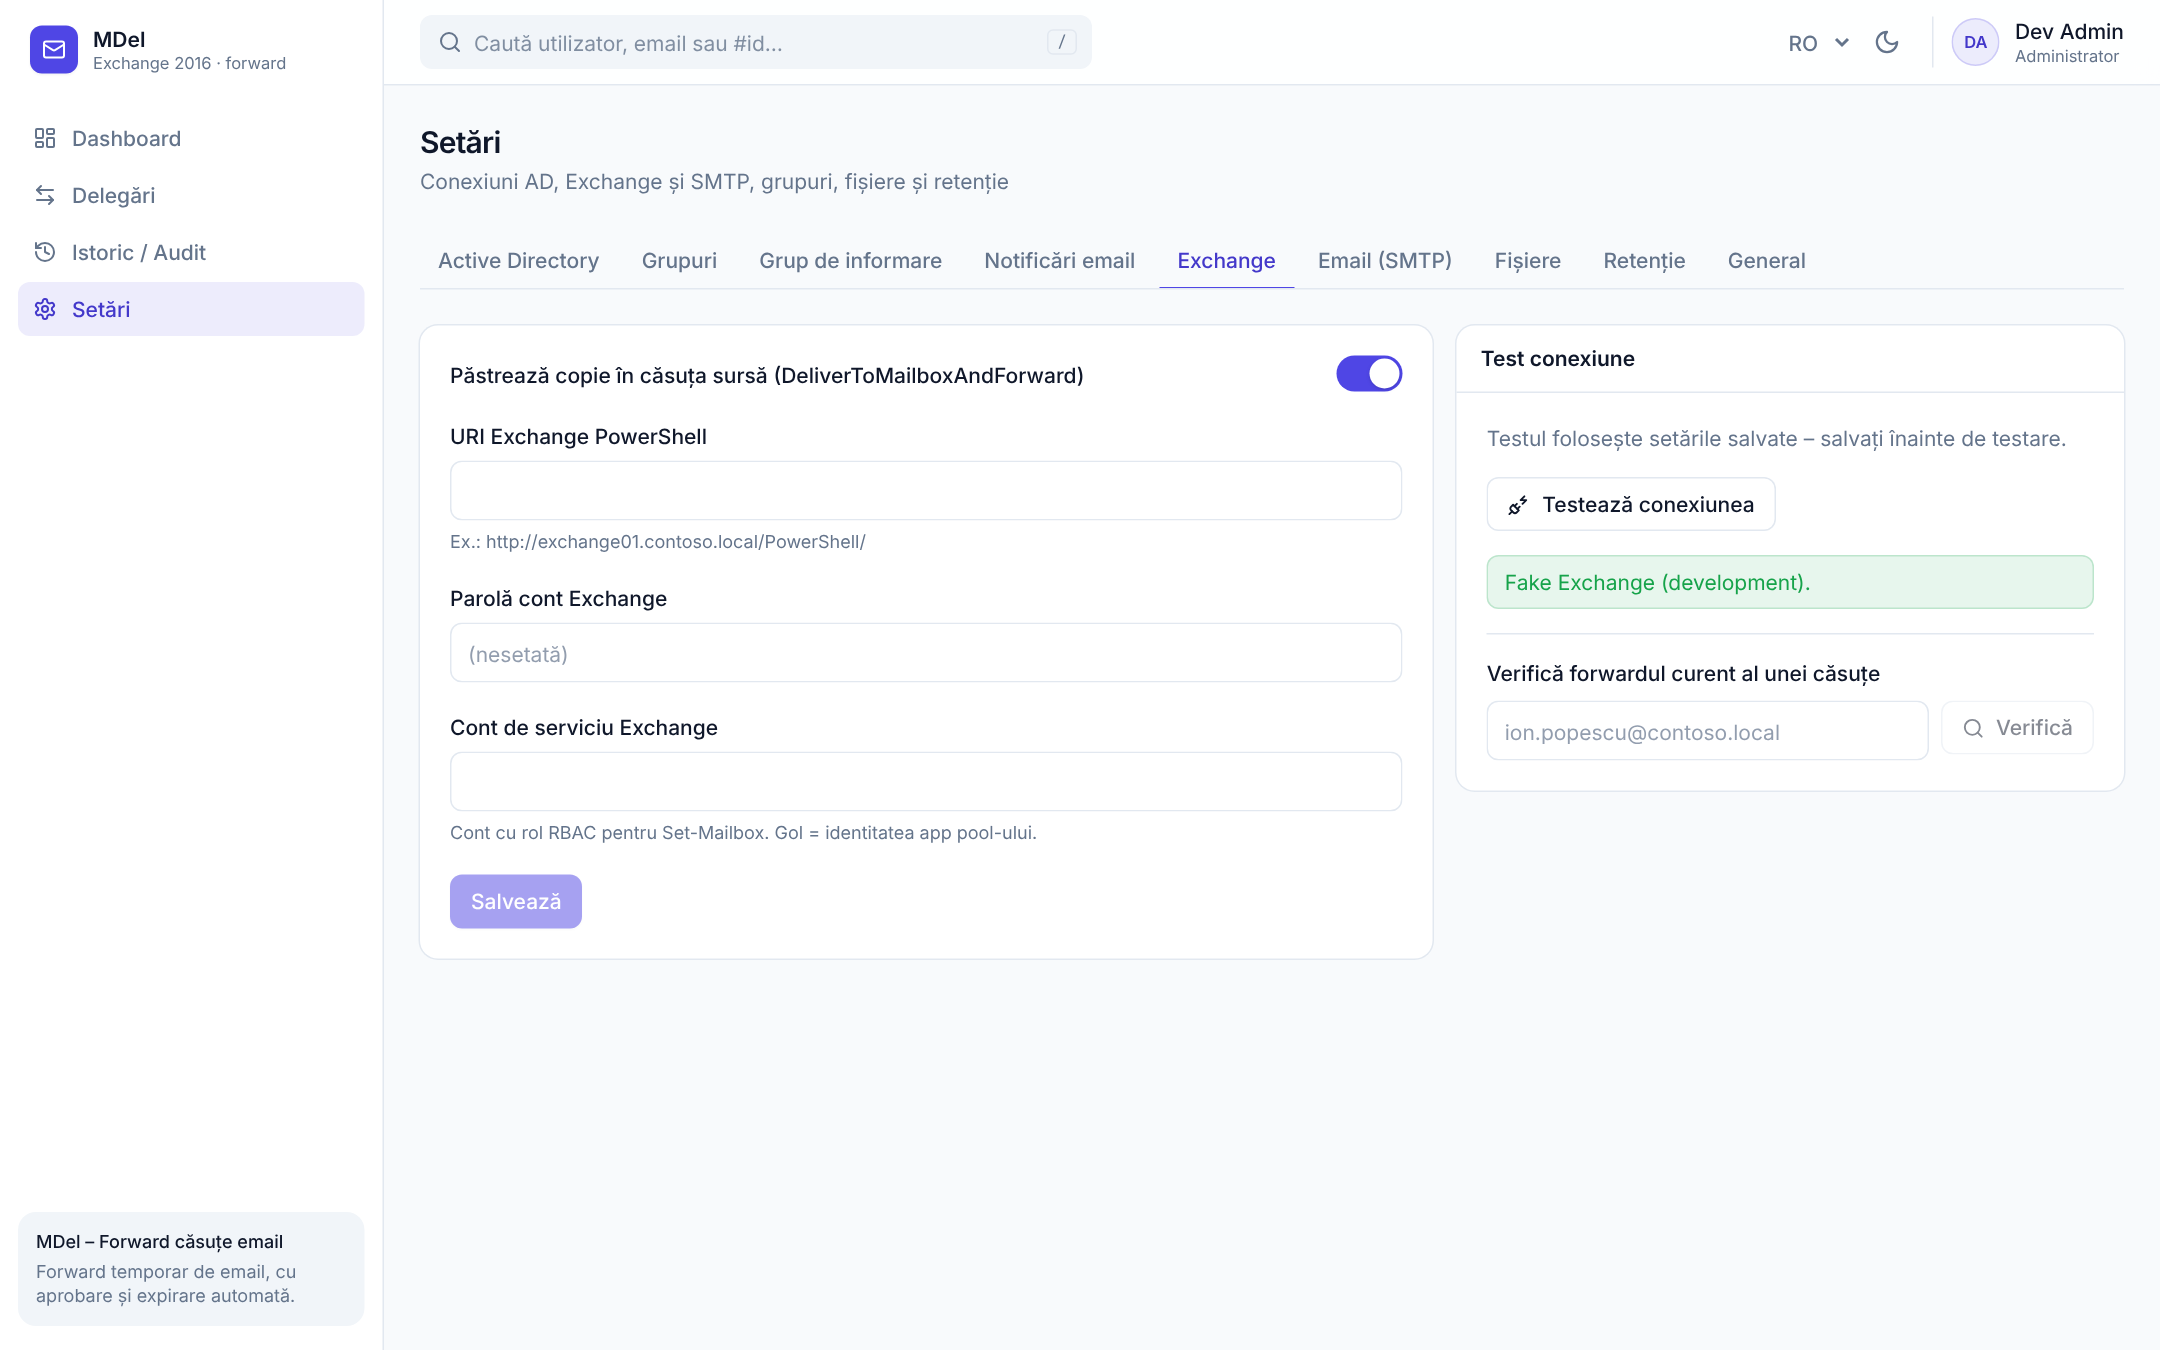 MDel
Exchange 2016 · forward
Dashboard
Delegări
Istoric / Audit
Setări
MDel – Forward căsuțe email
Forward temporar de email, cu
aprobare și expirare automată.
Caută utilizator, email sau #id...
/
RO
DA
Dev Admin
Administrator
Setări
Conexiuni AD, Exchange și SMTP, grupuri, fișiere și retenție
Active Directory
Grupuri
Grup de informare
Notificări email
Exchange
Email (SMTP)
Fișiere
Retenție
General
Păstrează copie în căsuța sursă (DeliverToMailboxAndForward)
URI Exchange PowerShell
Ex.: http://exchange01.contoso.local/PowerShell/
Parolă cont Exchange
(nesetată)
Cont de serviciu Exchange
Cont cu rol RBAC pentru Set-Mailbox. Gol = identitatea app pool-ului.
Salvează
Test conexiune
Testul folosește setările salvate – salvați înainte de testare.
Testează conexiunea
Fake Exchange (development).
Verifică forwardul curent al unei căsuțe
ion.popescu@contoso.local
Verifică